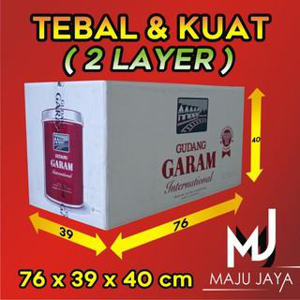 TEBAL & KUAT
( 2 LAYER )
GUDANG
GARAM
International
40
39
76
76 x 39 x 40 cm
MJ
MAJU JAYA